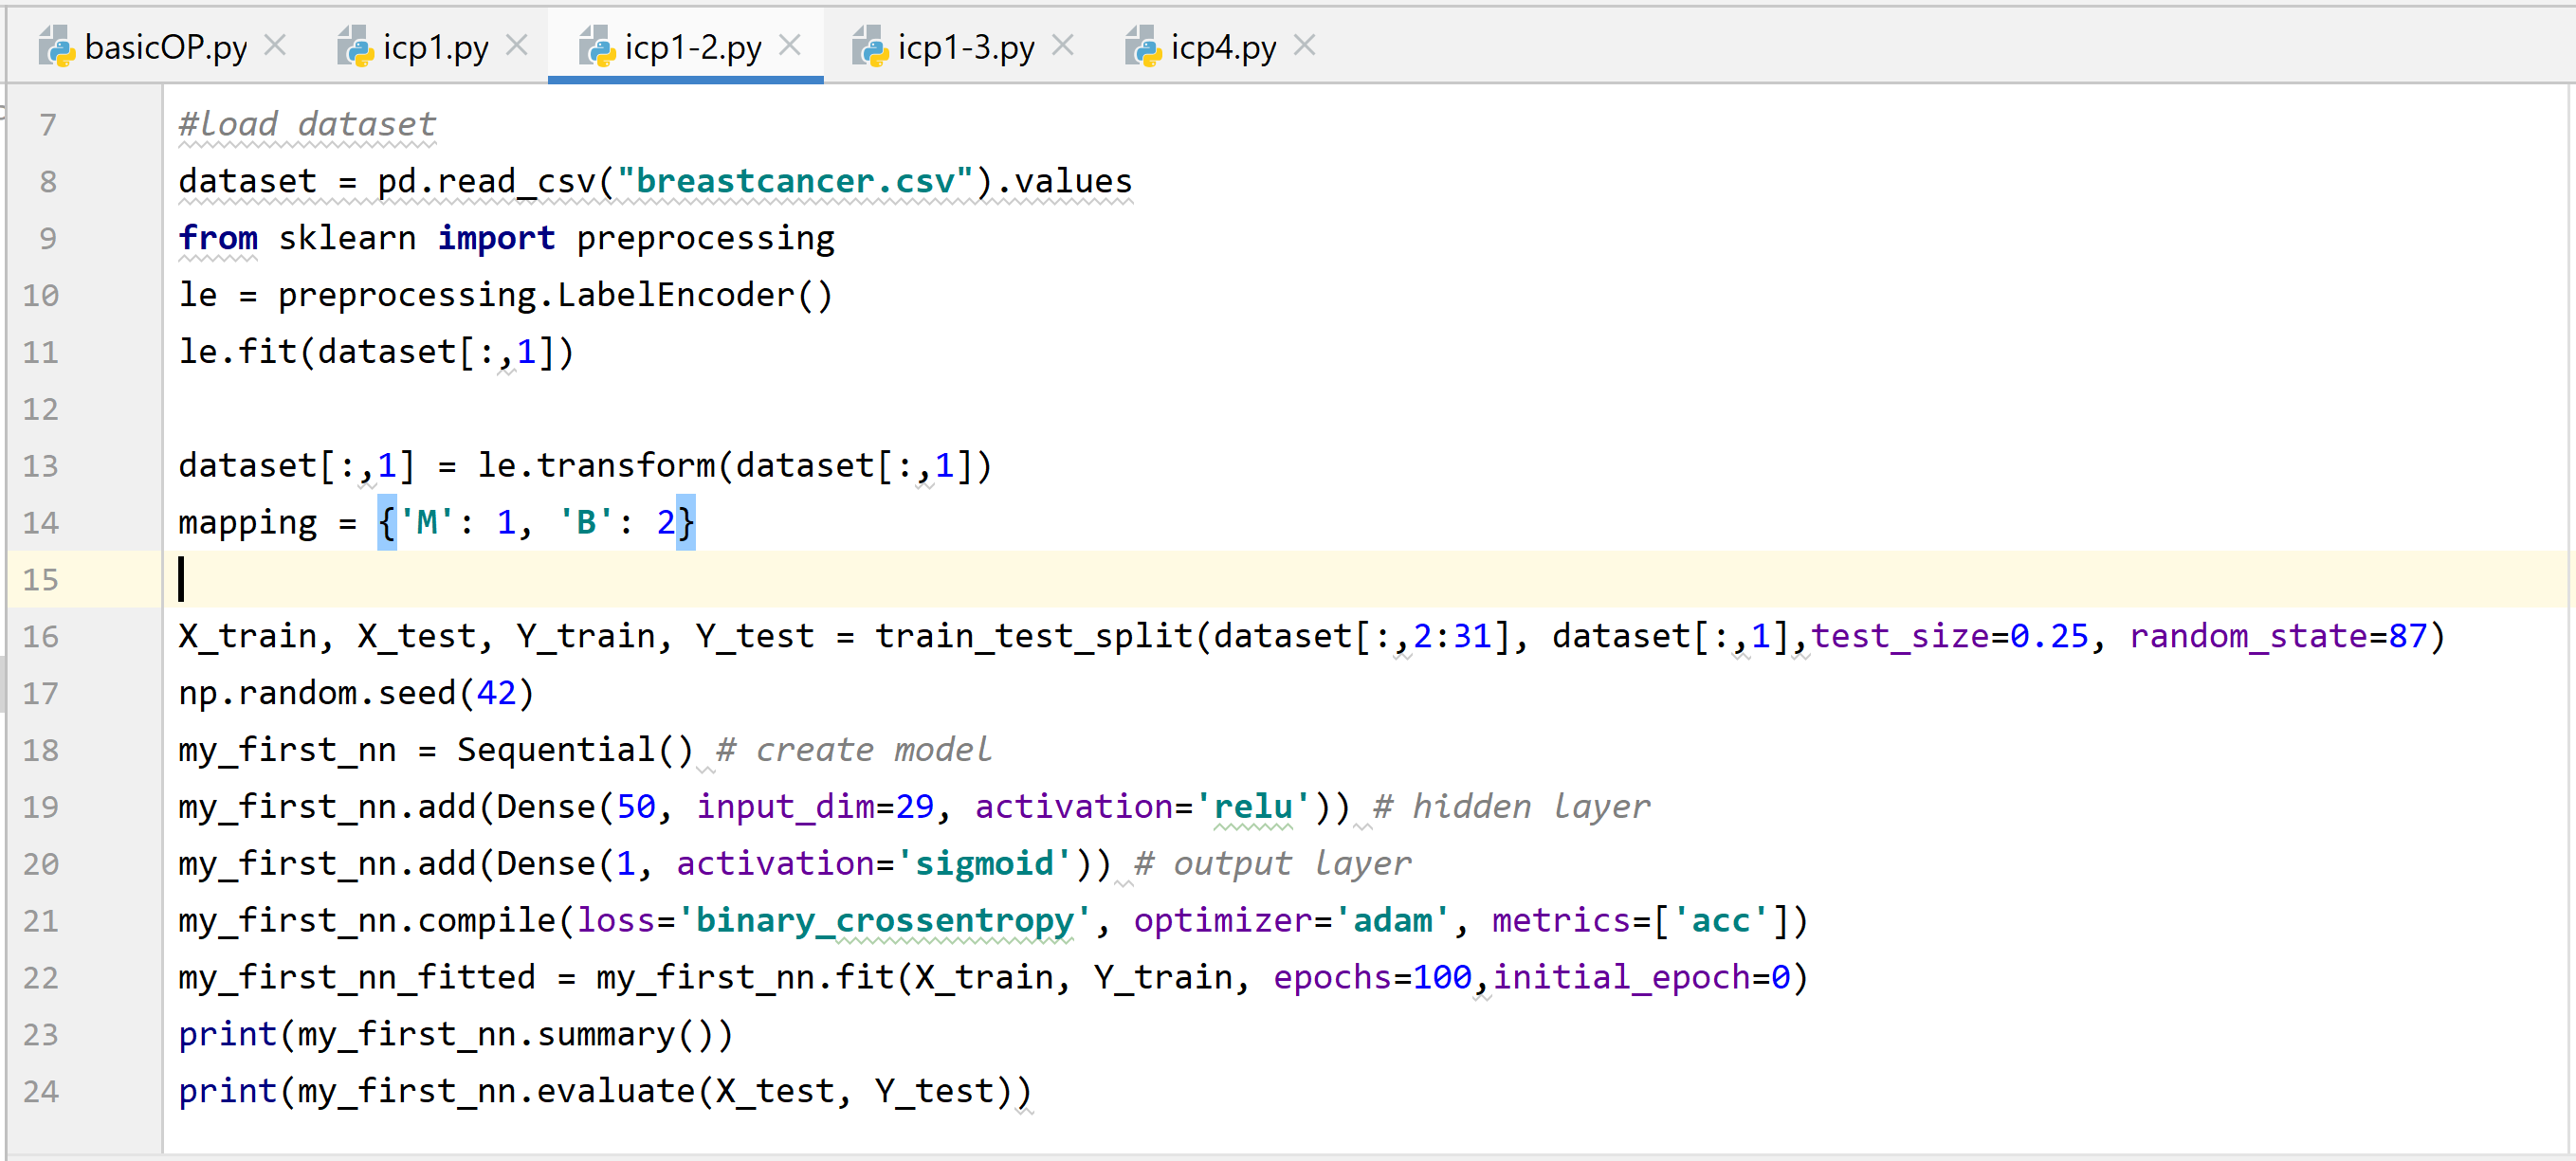 basicOP.py icp1.py icp1-2.py icp1-3.py icp4.py
7 #load dataset
8 dataset = pd.read_csv("breastcancer.csv").values
9 from sklearn import preprocessing
10 le = preprocessing.LabelEncoder()
11 le.fit(dataset[:,1])
12
13 dataset[:,1] = le.transform(dataset[:,1])
14 mapping = {'M': 1, 'B': 2}
15
16 X_train, X_test, Y_train, Y_test = train_test_split(dataset[:,2:31], dataset[:,1],test_size=0.25, random_state=87)
17 np.random.seed(42)
18 my_first_nn = Sequential() # create model
19 my_first_nn.add(Dense(50, input_dim=29, activation='relu')) # hidden layer
20 my_first_nn.add(Dense(1, activation='sigmoid')) # output layer
21 my_first_nn.compile(loss='binary_crossentropy', optimizer='adam', metrics=['acc'])
22 my_first_nn_fitted = my_first_nn.fit(X_train, Y_train, epochs=100,initial_epoch=0)
23 print(my_first_nn.summary())
24 print(my_first_nn.evaluate(X_test, Y_test))